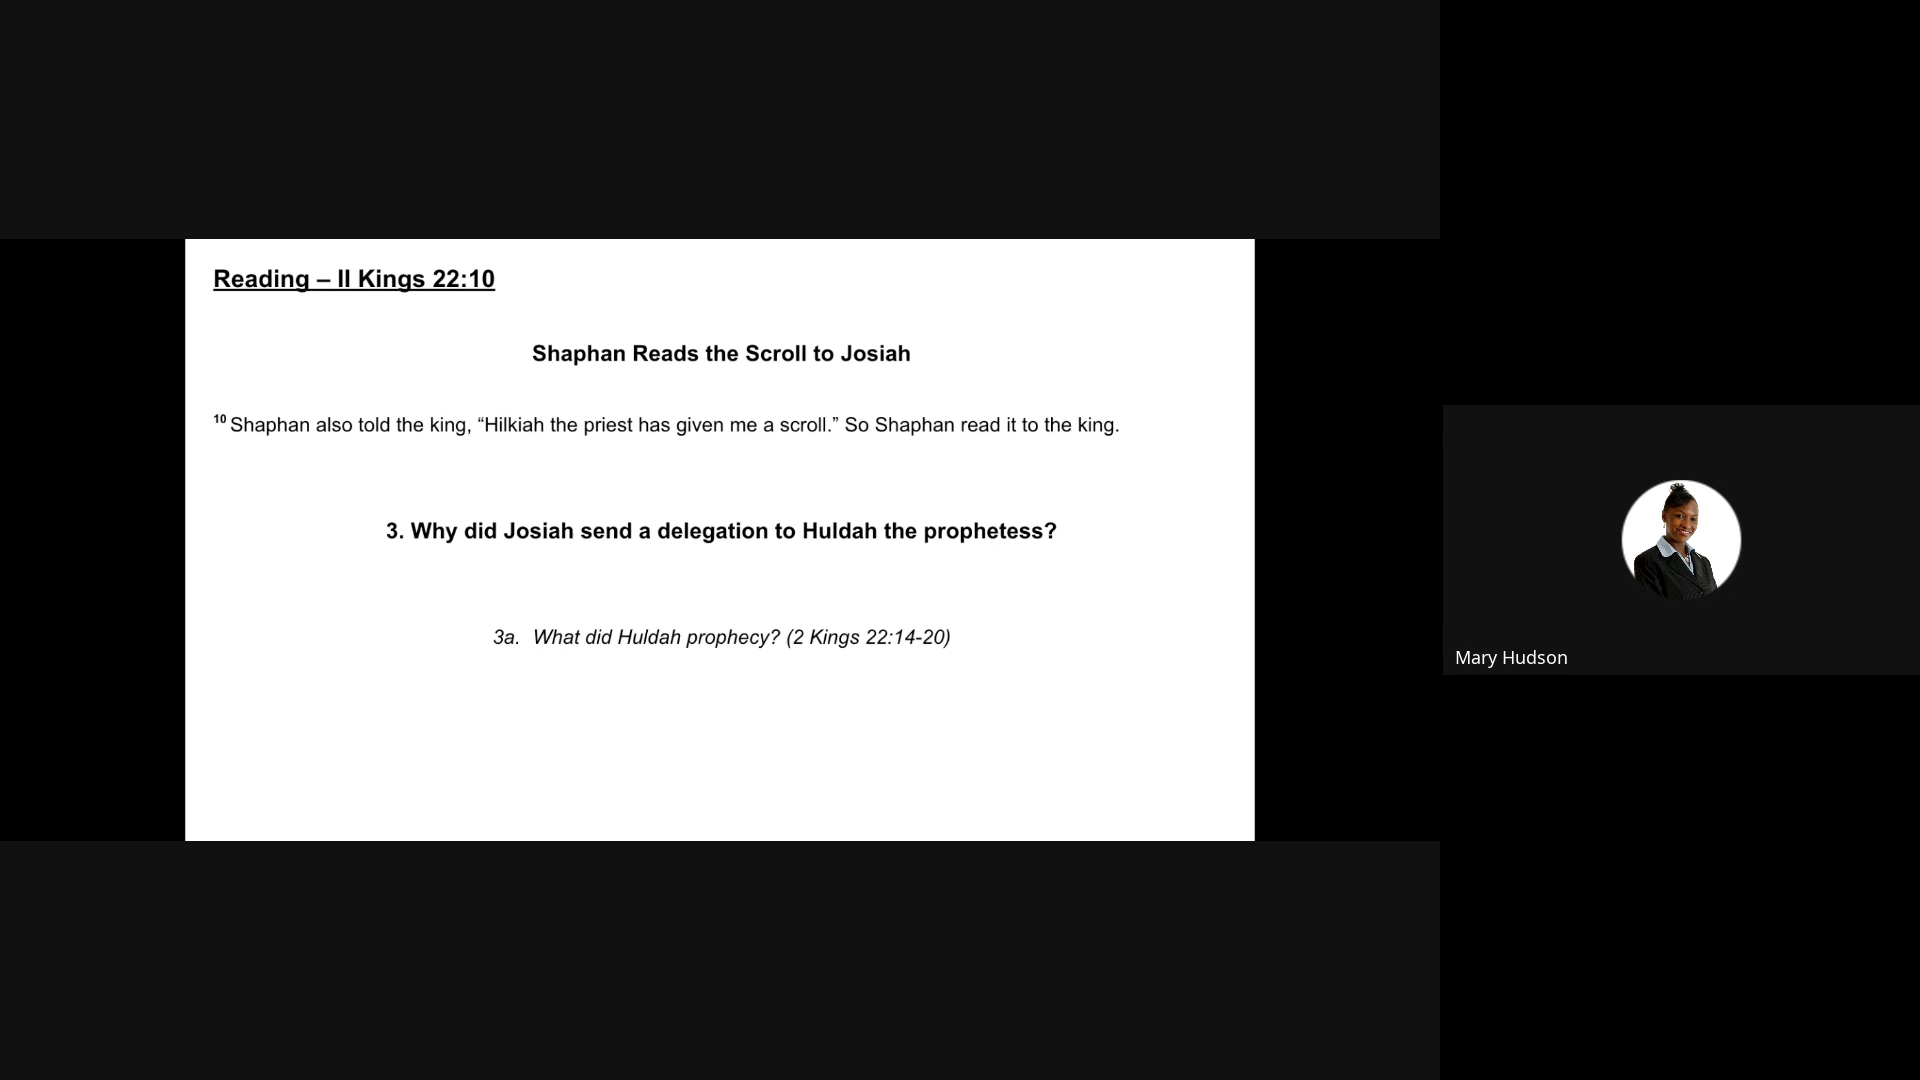 Reading – II Kings 22:10
Shaphan Reads the Scroll to Josiah
10 Shaphan also told the king, “Hilkiah the priest has given me a scroll.” So Shaphan read it to the king.
3. Why did Josiah send a delegation to Huldah the prophetess?
3a. What did Huldah prophecy? (2 Kings 22:14-20)
Mary Hudson